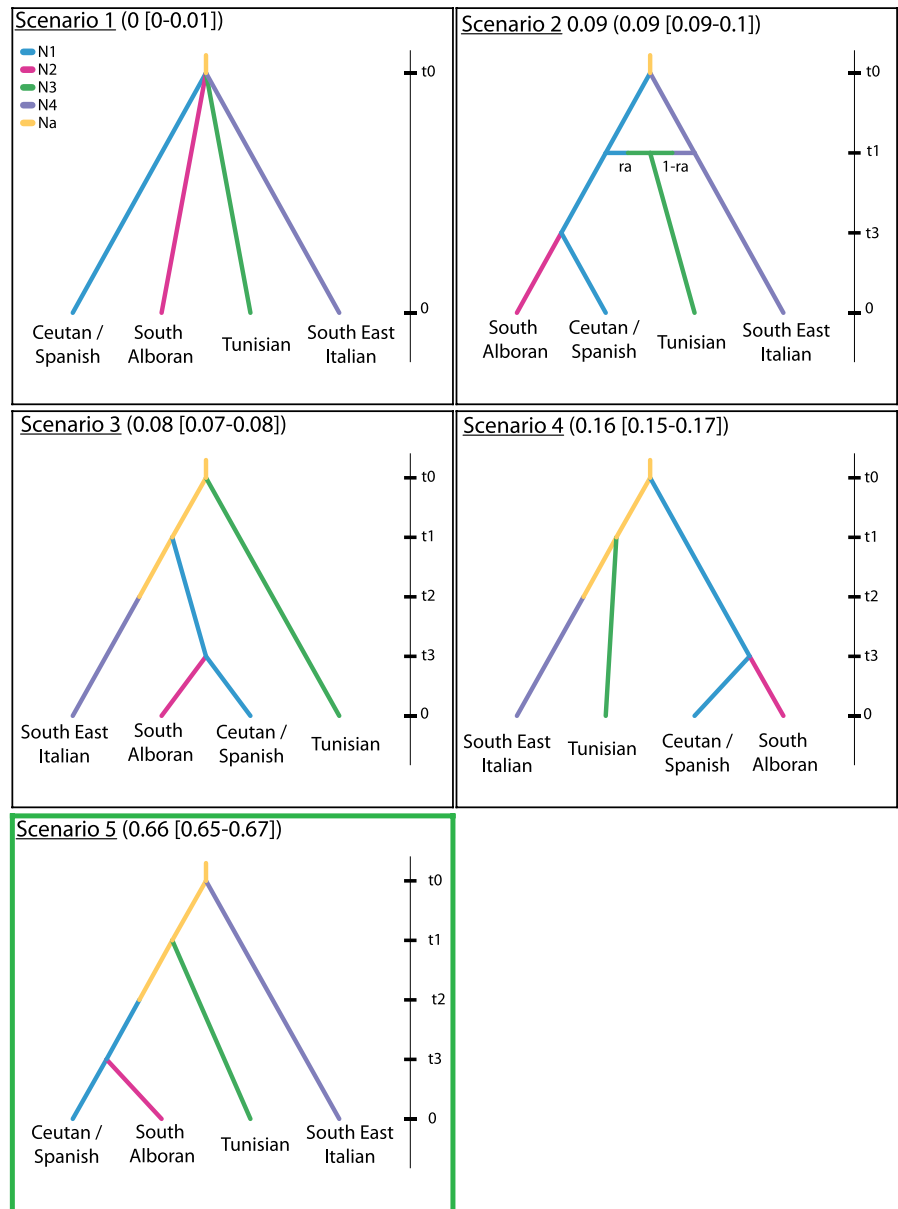 Scenario 1 (0 [0-0.01])
N1
N2
N3
N4
Na
t0
0
Ceutan /
Spanish
South
Alboran
Tunisian
South East
Italian
Scenario 2 0.09 (0.09 [0.09-0.1])
t0
t1
t3
0
ra
1-ra
South
Alboran
Ceutan /
Spanish
Tunisian
South East
Italian
Scenario 3 (0.08 [0.07-0.08])
t0
t1
t2
t3
0
South East
Italian
South
Alboran
Ceutan /
Spanish
Tunisian
Scenario 4 (0.16 [0.15-0.17])
t0
t1
t2
t3
0
South East
Italian
Tunisian
Ceutan /
Spanish
South
Alboran
Scenario 5 (0.66 [0.65-0.67])
t0
t1
t2
t3
0
Ceutan /
Spanish
South
Alboran
Tunisian
South East
Italian